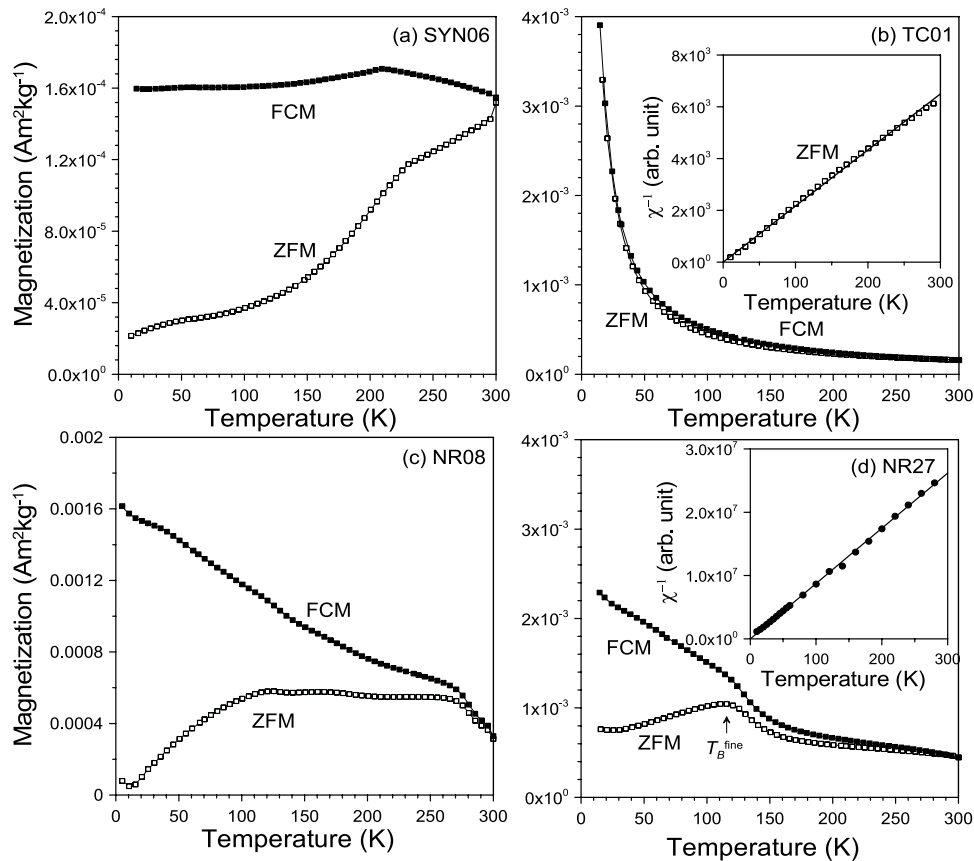 2.0x10⁻⁴
1.6x10⁻⁴
1.2x10⁻⁴
8.0x10⁻⁵
4.0x10⁻⁵
0.0x10⁰
Magnetization (Am²kg⁻¹)
(a) SYN06
FCM
ZFM
0 50 100 150 200 250 300
Temperature (K)
4x10⁻³
3x10⁻³
2x10⁻³
1x10⁻³
0x10⁰
(b) TC01
8x10³
6x10³
4x10³
2x10³
0x10⁰
χ⁻¹ (arb. unit)
ZFM
0 100 200 300
Temperature (K)
ZFM
FCM
0 50 100 150 200 250 300
Temperature (K)
0.002
0.0016
0.0012
0.0008
0.0004
0
Magnetization (Am²kg⁻¹)
(c) NR08
FCM
ZFM
0 50 100 150 200 250 300
Temperature (K)
4x10⁻³
3x10⁻³
2x10⁻³
1x10⁻³
0x10⁰
(d) NR27
3.0x10⁷
2.0x10⁷
1.0x10⁷
0.0x10⁰
χ⁻¹ (arb. unit)
0 100 200 300
Temperature (K)
FCM
ZFM
T_B^fine
0 50 100 150 200 250 300
Temperature (K)